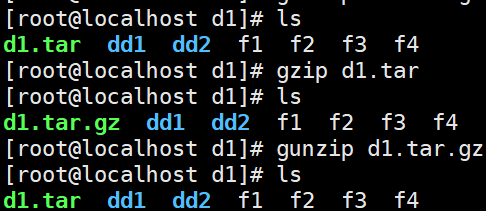 [root@localhost d1]# ls
d1.tar dd1 dd2 f1 f2 f3 f4
[root@localhost d1]# gzip d1.tar
[root@localhost d1]# ls
d1.tar.gz dd1 dd2 f1 f2 f3 f4
[root@localhost d1]# gunzip d1.tar.gz
[root@localhost d1]# ls
d1.tar dd1 dd2 f1 f2 f3 f4